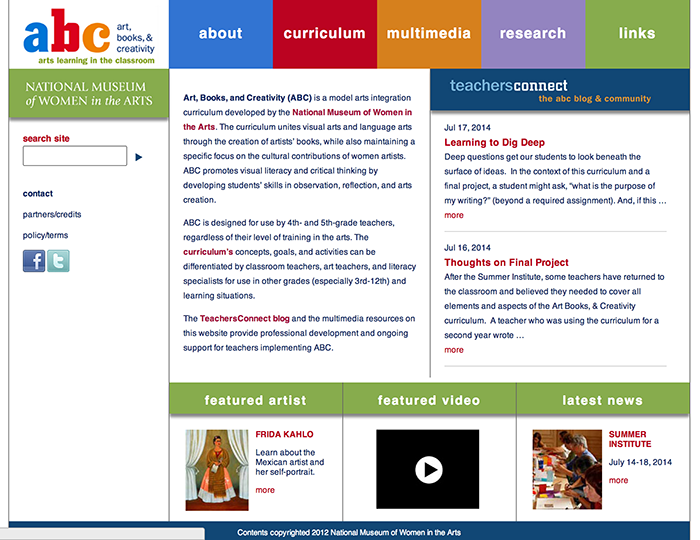 abc art,
books, &
creativity
arts learning in the classroom
about
curriculum
multimedia
research
links
NATIONAL MUSEUM
of WOMEN in the ARTS
search site
contact
partners/credits
policy/terms
f t
Art, Books, and Creativity (ABC) is a model arts integration
curriculum developed by the National Museum of Women in
the Arts. The curriculum unites visual arts and language arts
through the creation of artists' books, while also maintaining a
specific focus on the cultural contributions of women artists.
ABC promotes visual literacy and critical thinking by
developing students' skills in observation, reflection, and arts
creation.
ABC is designed for use by 4th- and 5th-grade teachers,
regardless of their level of training in the arts. The
curriculum's concepts, goals, and activities can be
differentiated by classroom teachers, art teachers, and literacy
specialists for use in other grades (especially 3rd-12th) and
learning situations.
The TeachersConnect blog and the multimedia resources on
this website provide professional development and ongoing
support for teachers implementing ABC.
teachersconnect
the abc blog & community
Jul 17, 2014
Learning to Dig Deep
Deep questions get our students to look beneath the
surface of ideas. In the context of this curriculum and a
final project, a student might ask, "what is the purpose of
my writing?" (beyond a required assignment). And, if this …
more
Jul 16, 2014
Thoughts on Final Project
After the Summer Institute, some teachers have returned to
the classroom and believed they needed to cover all
elements and aspects of the Art Books, & Creativity
curriculum. A teacher who was using the curriculum for a
second year wrote …
more
featured artist
FRIDA KAHLO
Learn about the
Mexican artist and
her self-portrait.
more
featured video
latest news
SUMMER
INSTITUTE
July 14-18, 2014
more
Contents copyrighted 2012 National Museum of Women in the Arts